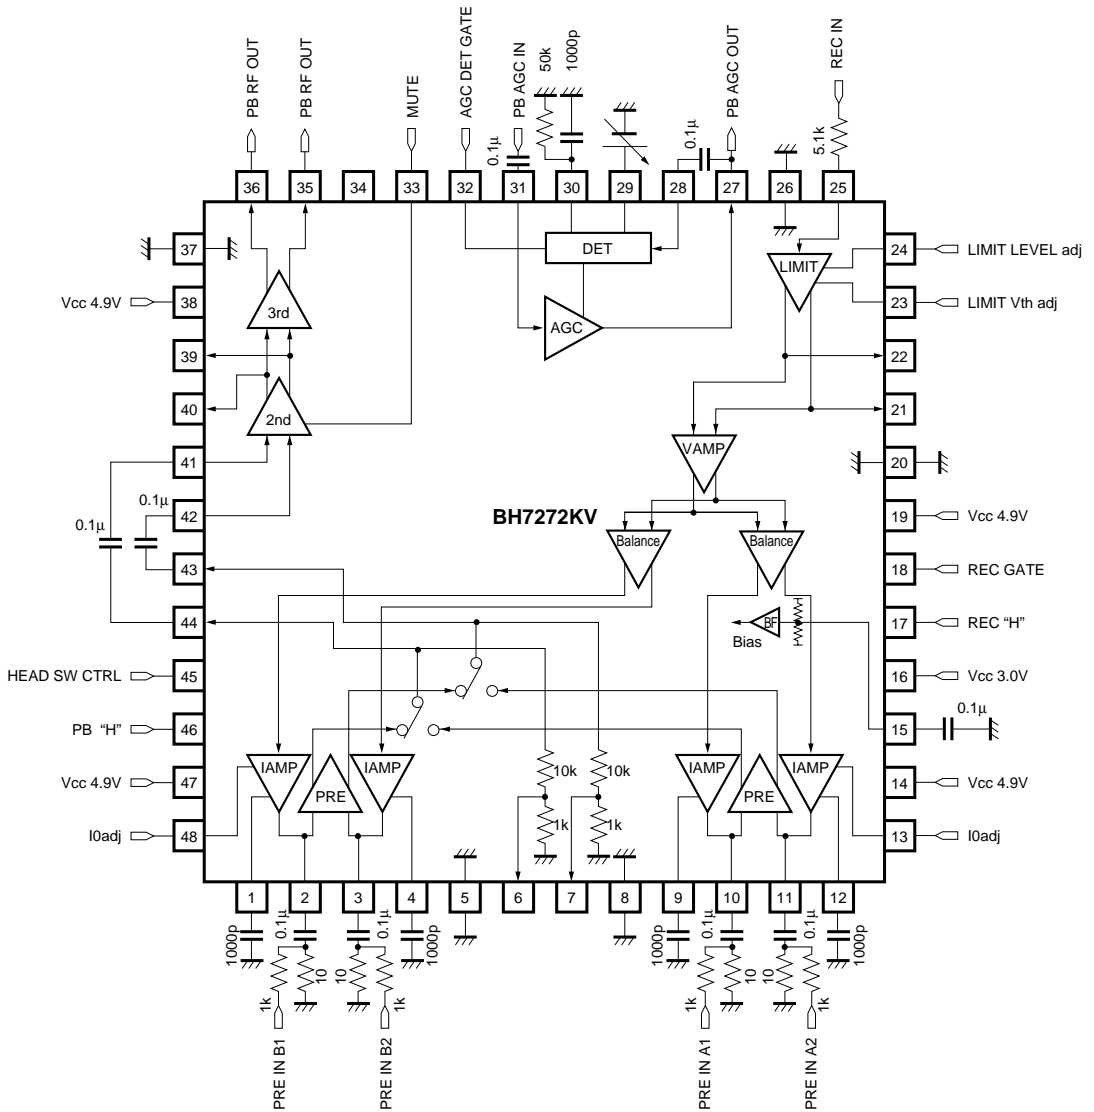 PB RF OUT
PB RF OUT
MUTE
AGC DET GATE
PB AGC IN
50k
1000p
PB AGC OUT
REC IN
0.1µ
0.1µ
5.1k
36
35
34
33
32
31
30
29
28
27
26
25
37
DET
LIMIT
24
LIMIT LEVEL adj
Vcc 4.9V
38
3rd
AGC
23
LIMIT Vth adj
39
22
40
2nd
21
41
VAMP
20
0.1µ
0.1µ
42
BH7272KV
19
Vcc 4.9V
43
Balance
Balance
18
REC GATE
44
BF
Bias
17
REC “H”
HEAD SW CTRL
45
16
Vcc 3.0V
PB “H”
46
15
0.1µ
Vcc 4.9V
47
IAMP
PRE
IAMP
10k
10k
IAMP
PRE
IAMP
14
Vcc 4.9V
I0adj
48
1k
1k
13
I0adj
1
2
3
4
5
6
7
8
9
10
11
12
1000p
0.1µ
0.1µ
1000p
1000p
0.1µ
0.1µ
1000p
1k
10
10
1k
1k
10
10
1k
PRE IN B1
PRE IN B2
PRE IN A1
PRE IN A2